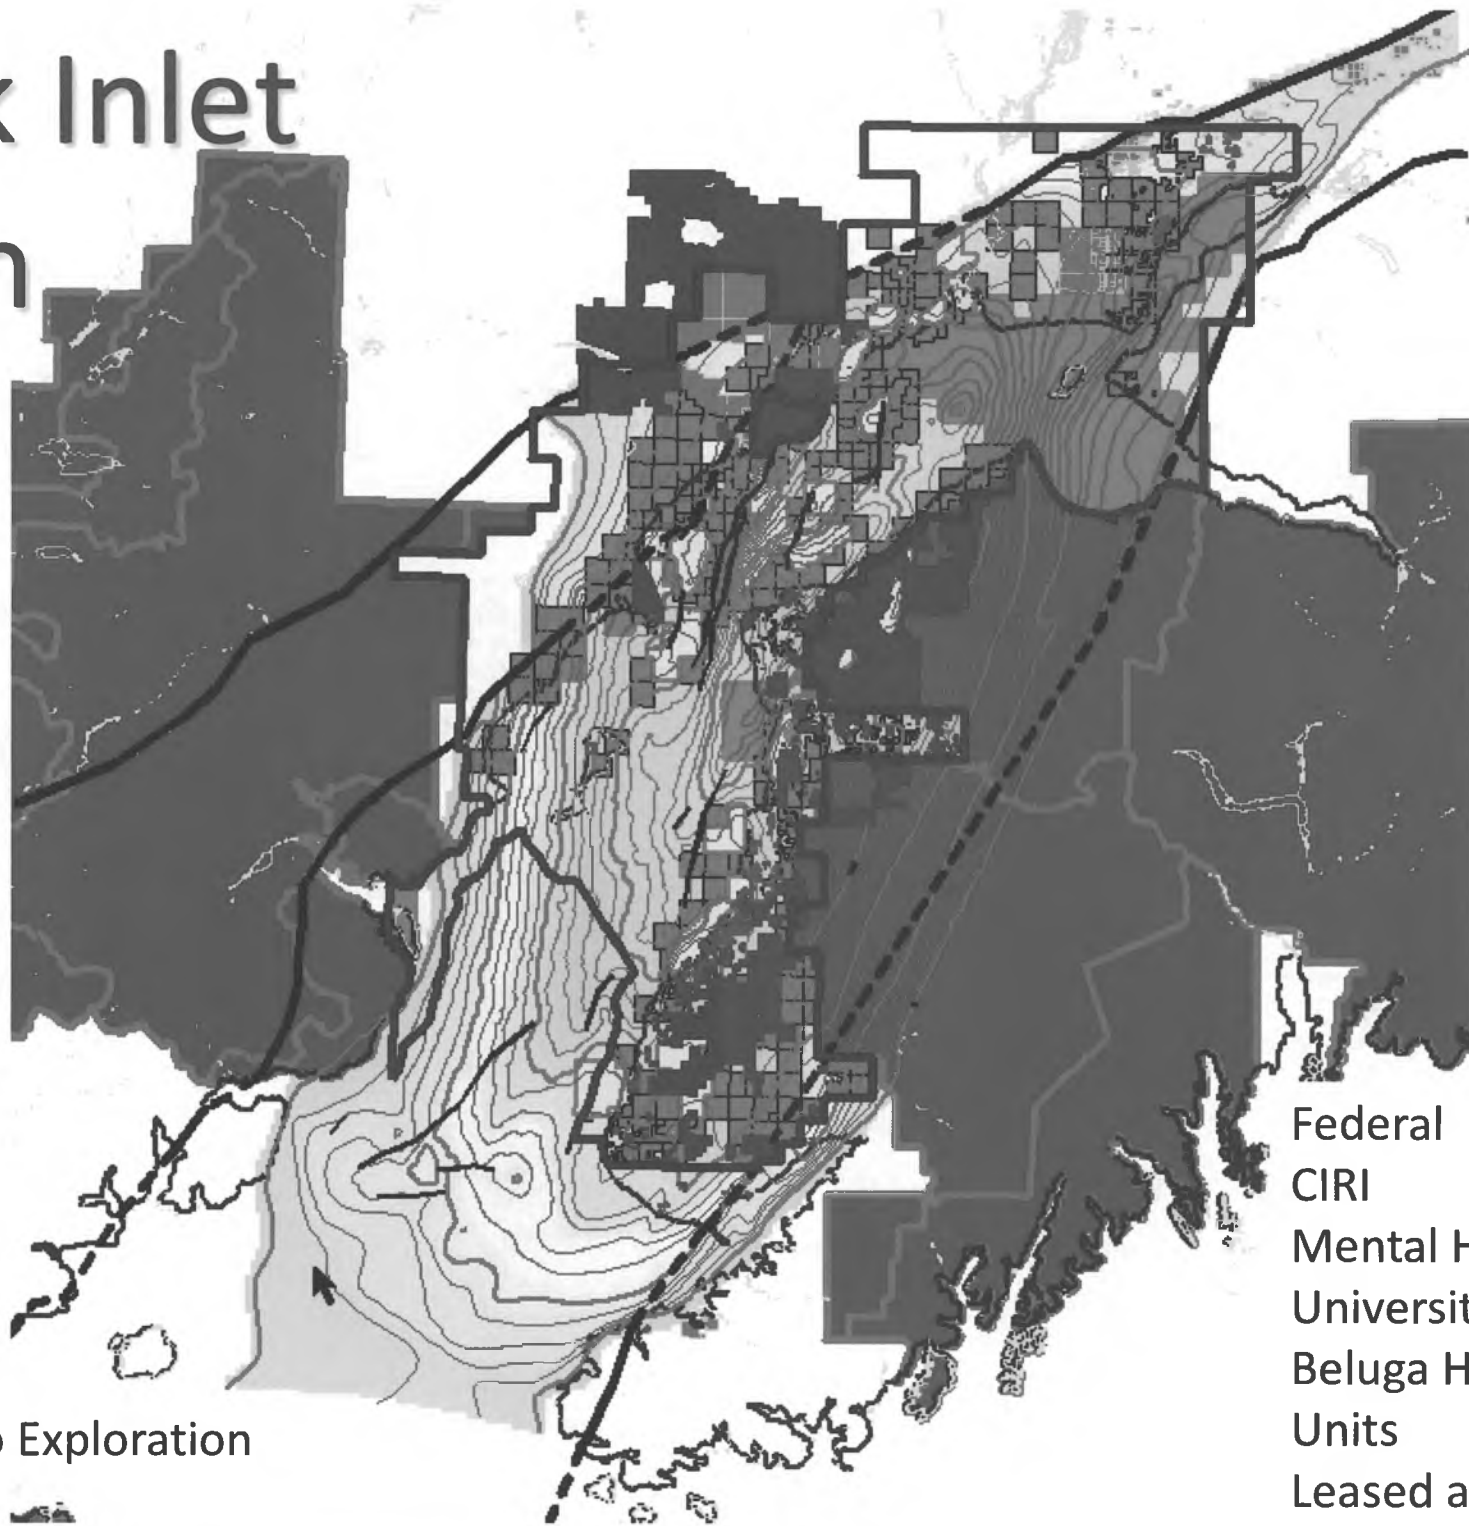 k Inlet
n
Federal
CIRI
Mental H
Universit
Beluga H
Units
o Exploration
Leased a